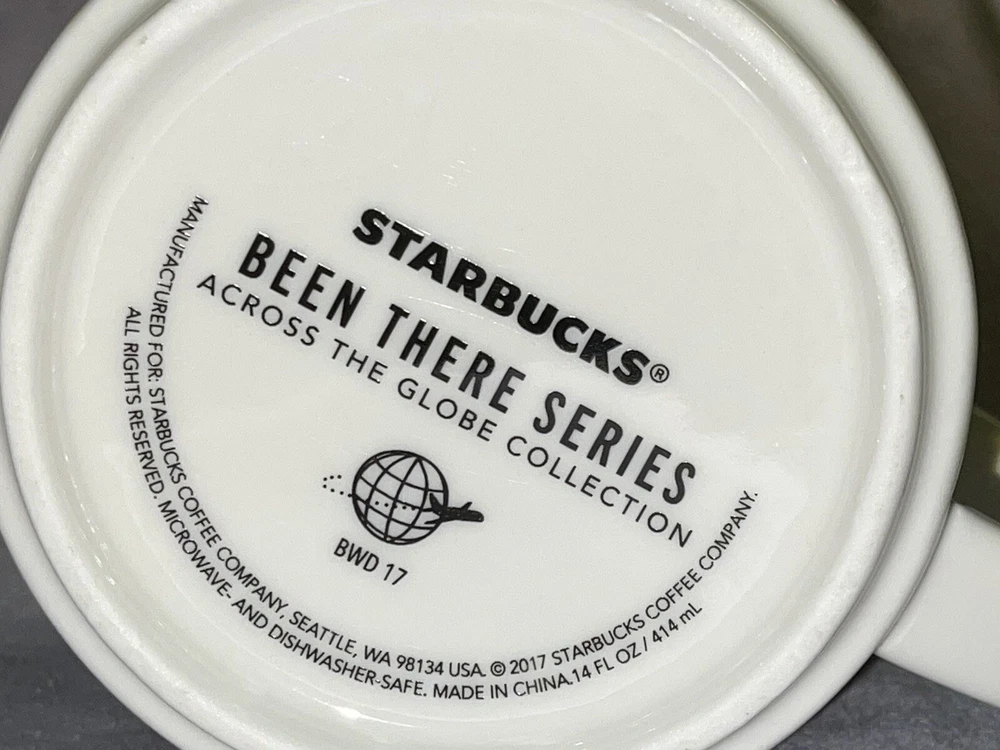 STARBUCKS®
BEEN THERE SERIES
ACROSS THE GLOBE COLLECTION
BWD 17
MANUFACTURED FOR: STARBUCKS COFFEE COMPANY, SEATTLE, WA 98134 USA. © 2017 STARBUCKS COFFEE COMPANY.
ALL RIGHTS RESERVED. MICROWAVE- AND DISHWASHER-SAFE. MADE IN CHINA.14 FL OZ / 414 mL